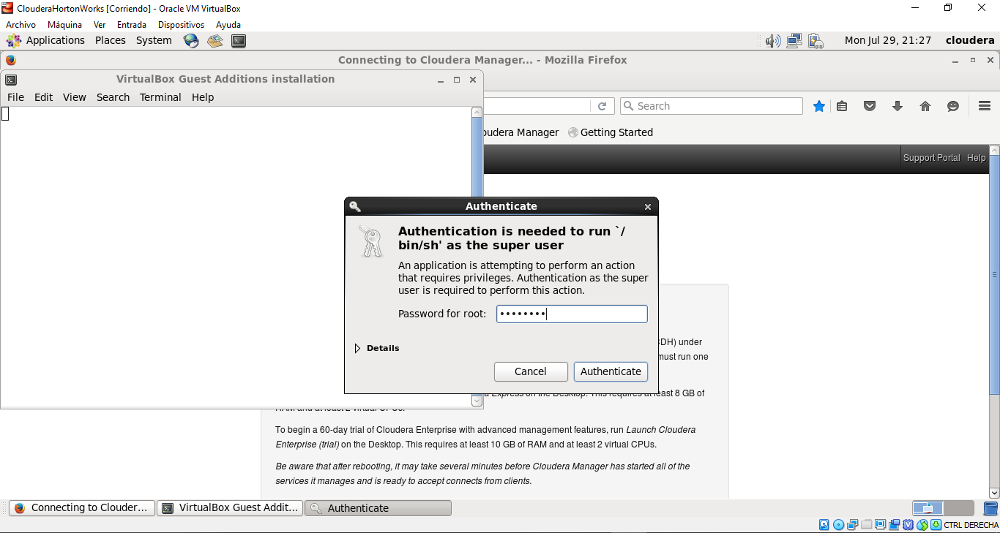 ClouderaHortonWorks [Corriendo] - Oracle VM VirtualBox
Archivo Máquina Ver Entrada Dispositivos Ayuda
Applications Places System Mon Jul 29, 21:27 cloudera
Connecting to Cloudera Manager... - Mozilla Firefox
VirtualBox Guest Additions installation
File Edit View Search Terminal Help
Search
oudera Manager Getting Started
Support Portal Help
Authenticate
Authentication is needed to run `/
bin/sh' as the super user
An application is attempting to perform an action
that requires privileges. Authentication as the super
user is required to perform this action.
Password for root: ••••••••
Details
Cancel Authenticate
CDH) under
must run one
a Express on the Desktop. This requires at least 8 GB of
RAM and at least 2 virtual CPUs.
To begin a 60-day trial of Cloudera Enterprise with advanced management features, run Launch Cloudera
Enterprise (trial) on the Desktop. This requires at least 10 GB of RAM and at least 2 virtual CPUs.
Be aware that after rebooting, it may take several minutes before Cloudera Manager has started all of the
services it manages and is ready to accept connects from clients.
Connecting to Clouder... VirtualBox Guest Addit... Authenticate
CTRL DERECHA